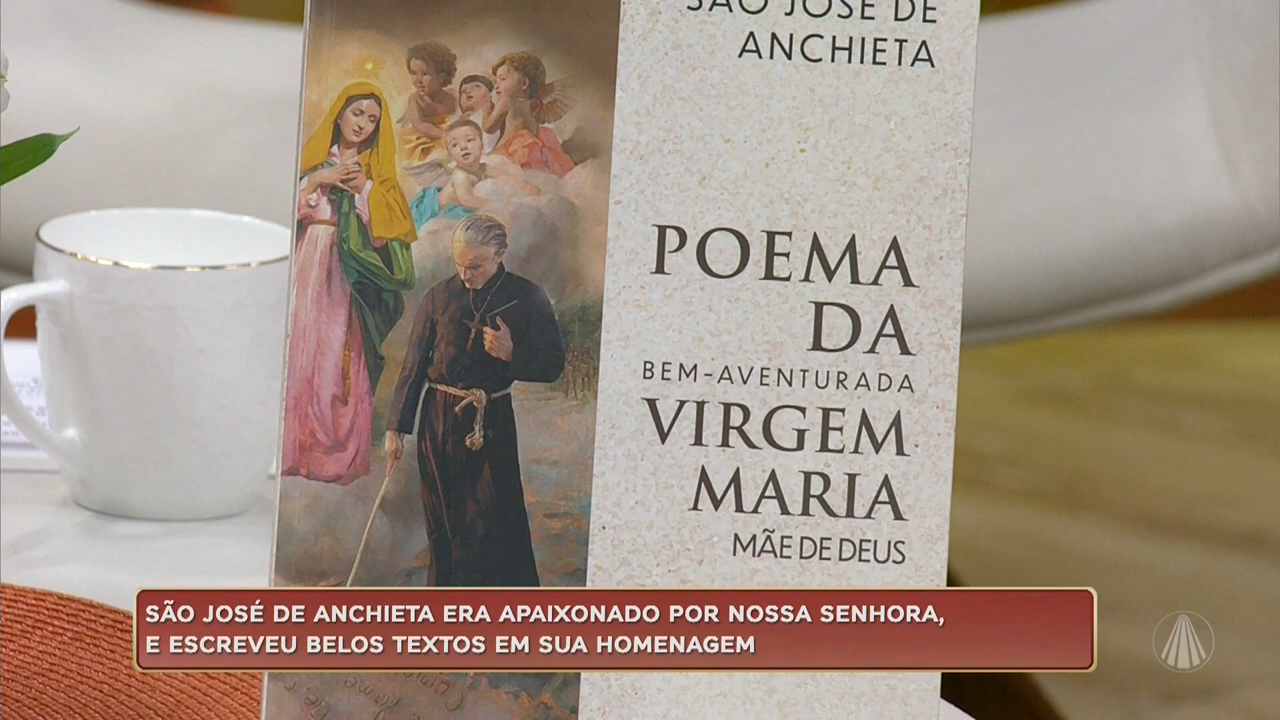 SÃO JOSÉ DE
ANCHIETA
POEMA
DA
BEM-AVENTURADA
VIRGEM
MARIA
MÃE DE DEUS
SÃO JOSÉ DE ANCHIETA ERA APAIXONADO POR NOSSA SENHORA,
E ESCREVEU BELOS TEXTOS EM SUA HOMENAGEM